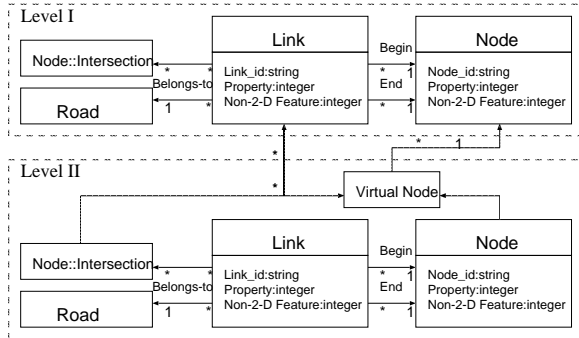 Level I
Link
Node
Node::Intersection
Begin
* *
* 1
Link_id:string
Node_id:string
Belongs-to
Property:integer
End
Property:integer
Road
Non-2-D Feature:integer
Non-2-D Feature:integer
1 *
* 1
* 1
*
Level II
*
Virtual Node
Link
Node
Node::Intersection
Begin
* *
* 1
Link_id:string
Node_id:string
Belongs-to
Property:integer
End
Property:integer
Road
Non-2-D Feature:integer
Non-2-D Feature:integer
1 *
* 1